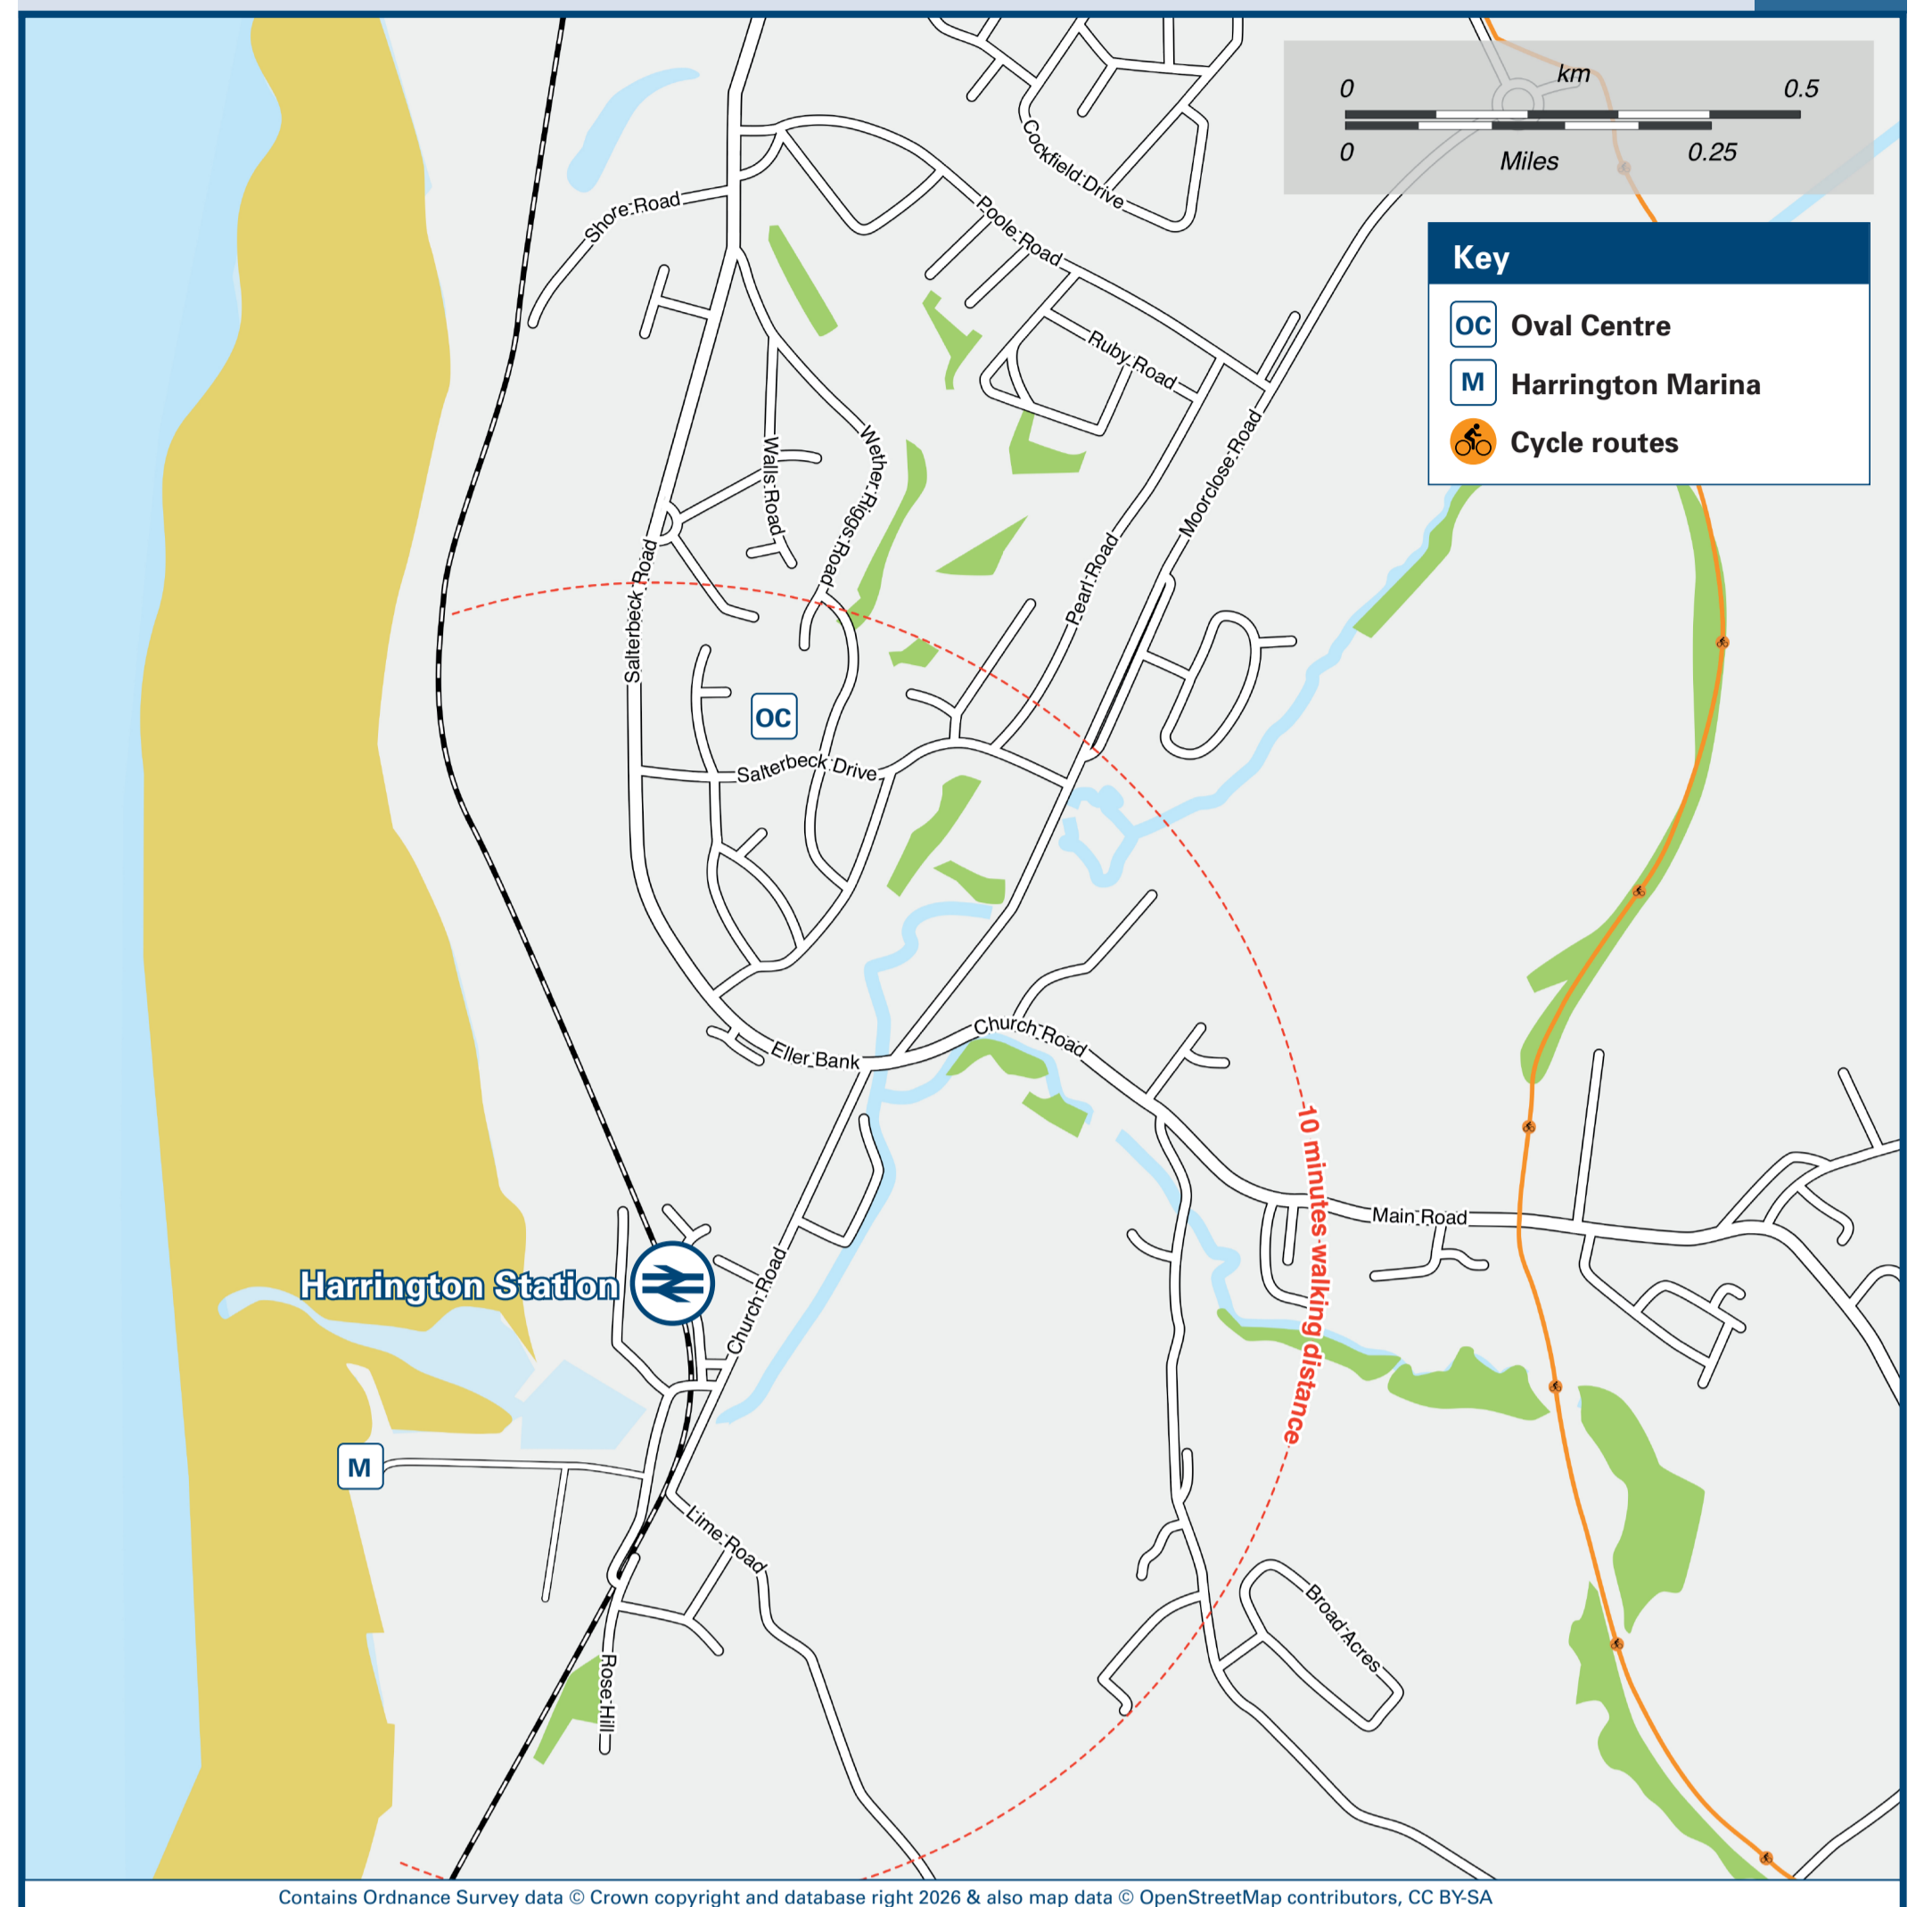 km
0
0.5
0
Miles
0.25
Key
OC
Oval Centre
M
Harrington Marina
Cycle routes
Cockfield Drive
Shore Road
Poole Road
Ruby Road
Walls Road
Wether Riggs Road
Moorclose Road
Salterbeck Road
Pearl Road
OC
Salterbeck Drive
Church Road
Eller Bank
10 minutes walking distance
Main Road
Harrington Station
Church Road
M
Lime Road
Broad Acres
Rose Hill
Contains Ordnance Survey data © Crown copyright and database right 2026 & also map data © OpenStreetMap contributors, CC BY-SA